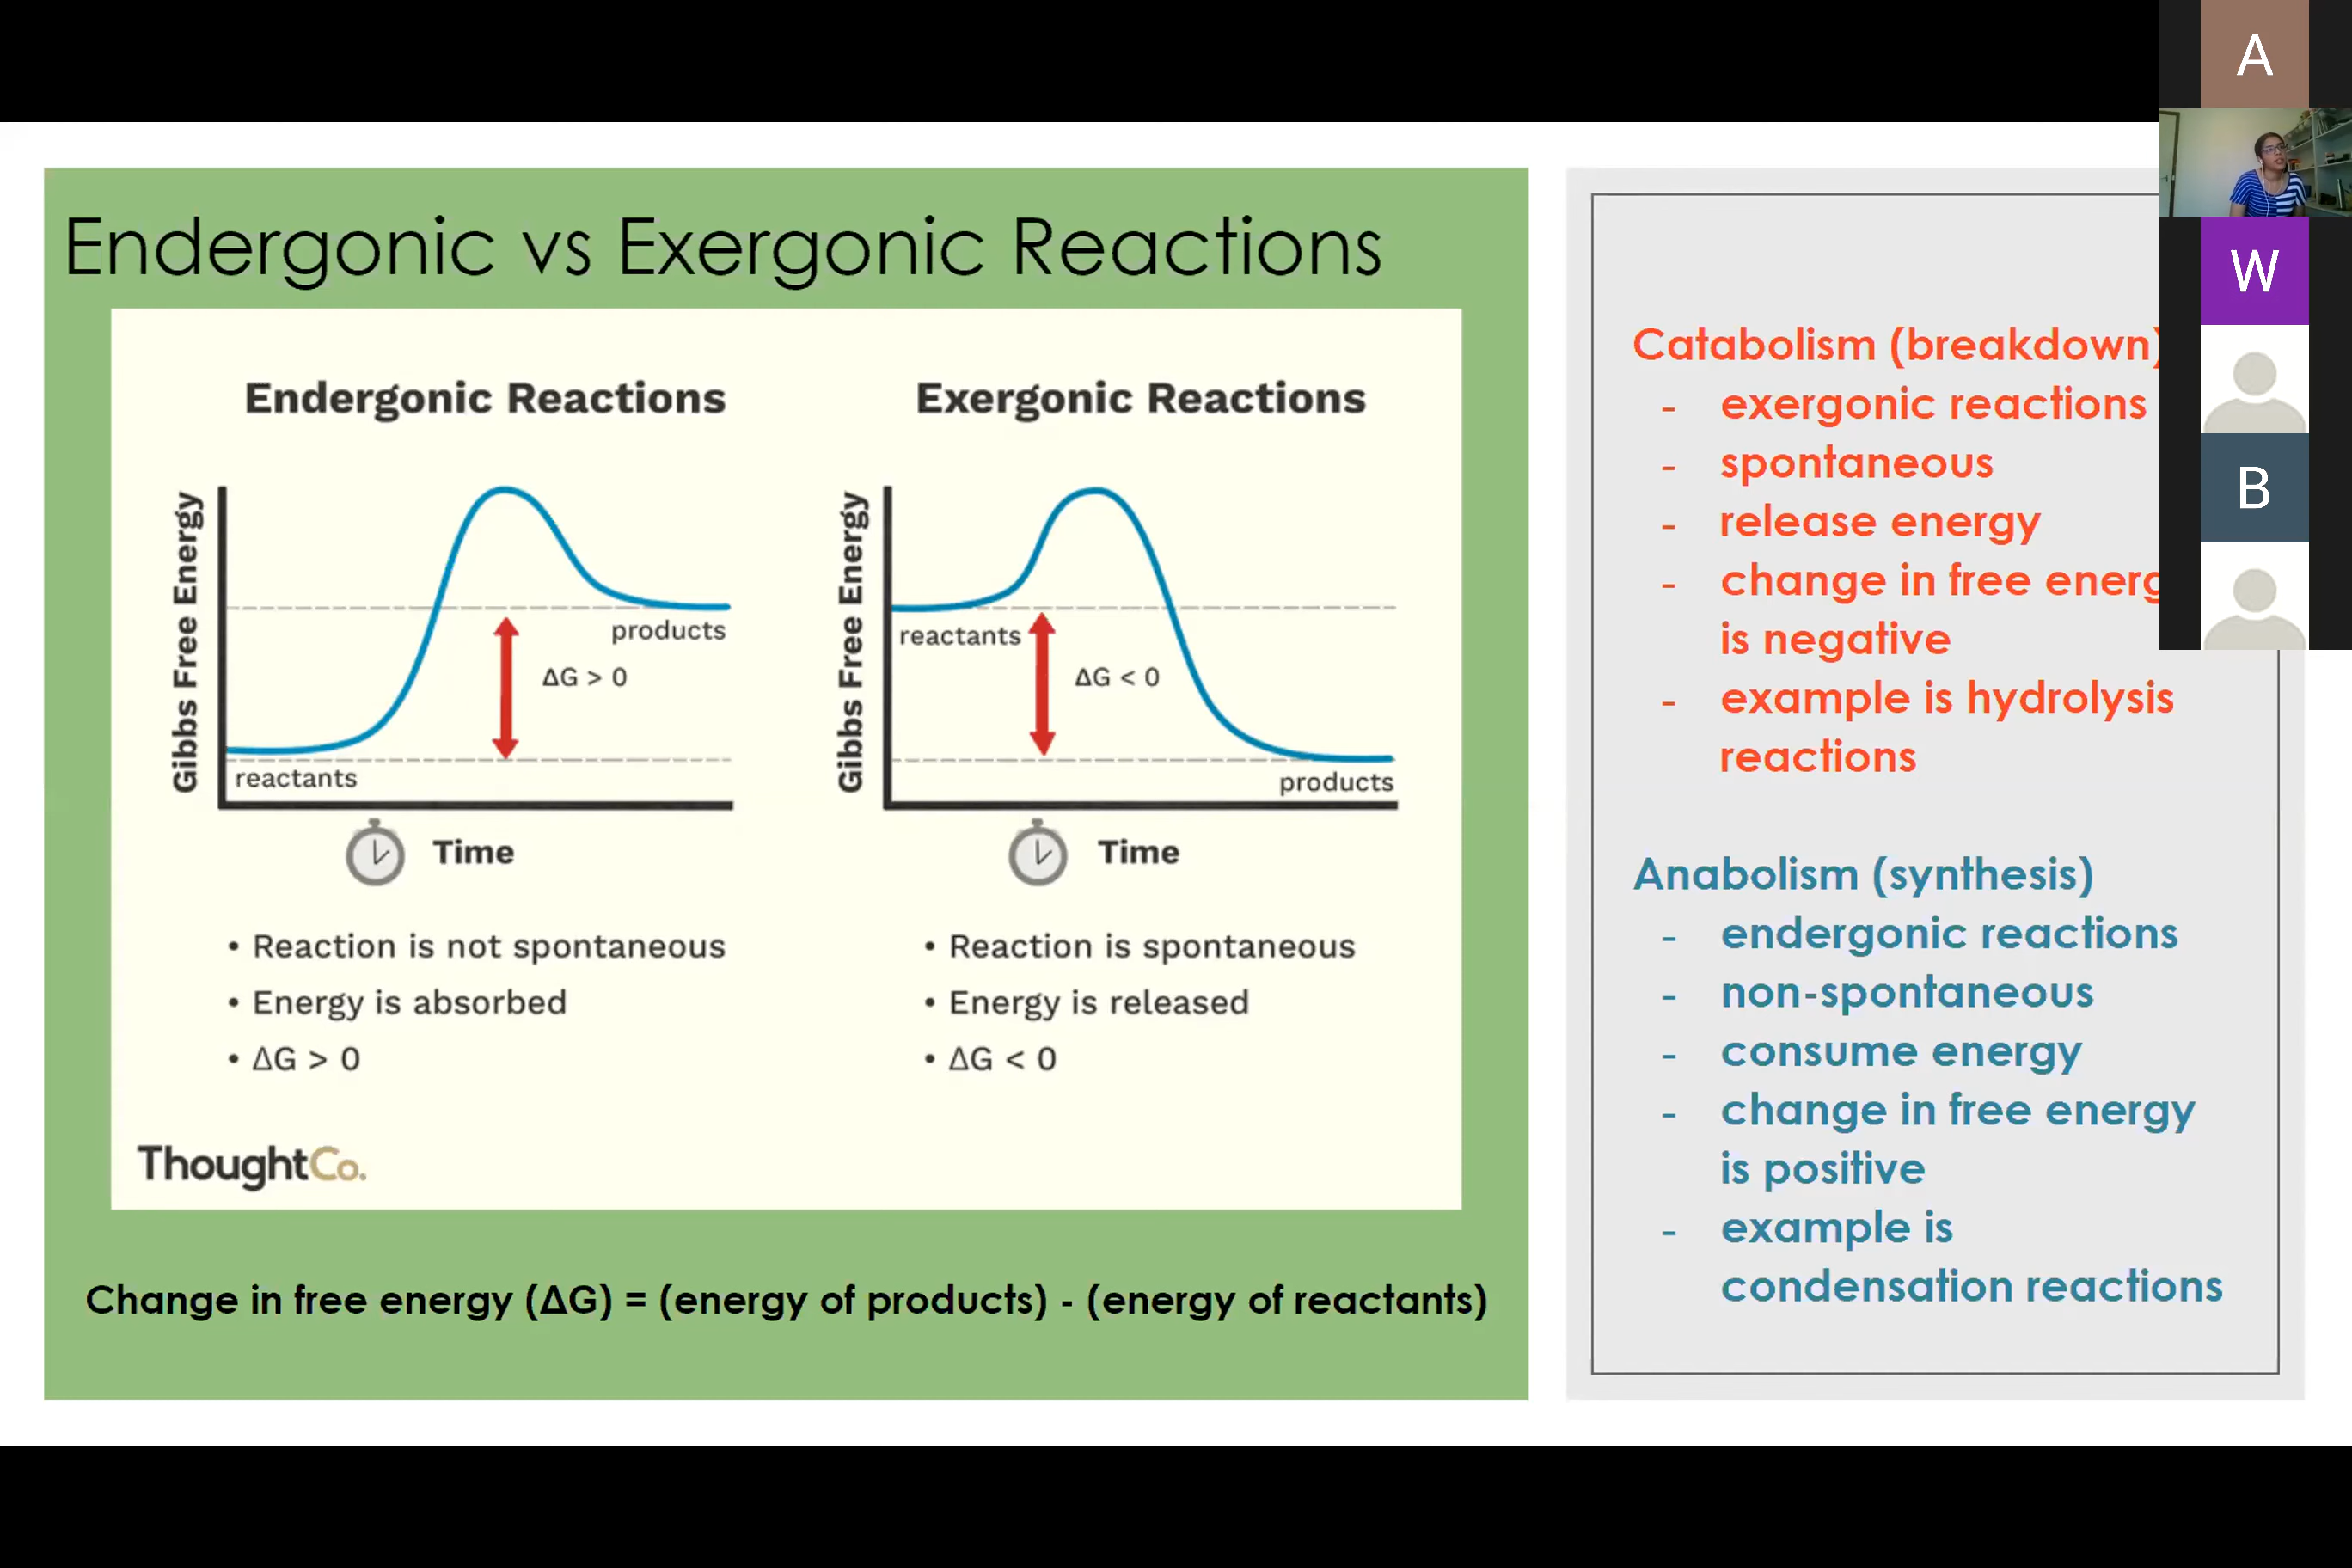 Endergonic vs Exergonic Reactions
Endergonic Reactions
Gibbs Free Energy
products
ΔG > 0
reactants
Time
• Reaction is not spontaneous
• Energy is absorbed
• ΔG > 0
Exergonic Reactions
Gibbs Free Energy
reactants
ΔG < 0
products
Time
• Reaction is spontaneous
• Energy is released
• ΔG < 0
ThoughtCo.
Change in free energy (ΔG) = (energy of products) - (energy of reactants)
Catabolism (breakdown)
- exergonic reactions
- spontaneous
- release energy
- change in free energ
is negative
- example is hydrolysis
reactions
Anabolism (synthesis)
- endergonic reactions
- non-spontaneous
- consume energy
- change in free energy
is positive
- example is
condensation reactions
A
W
B